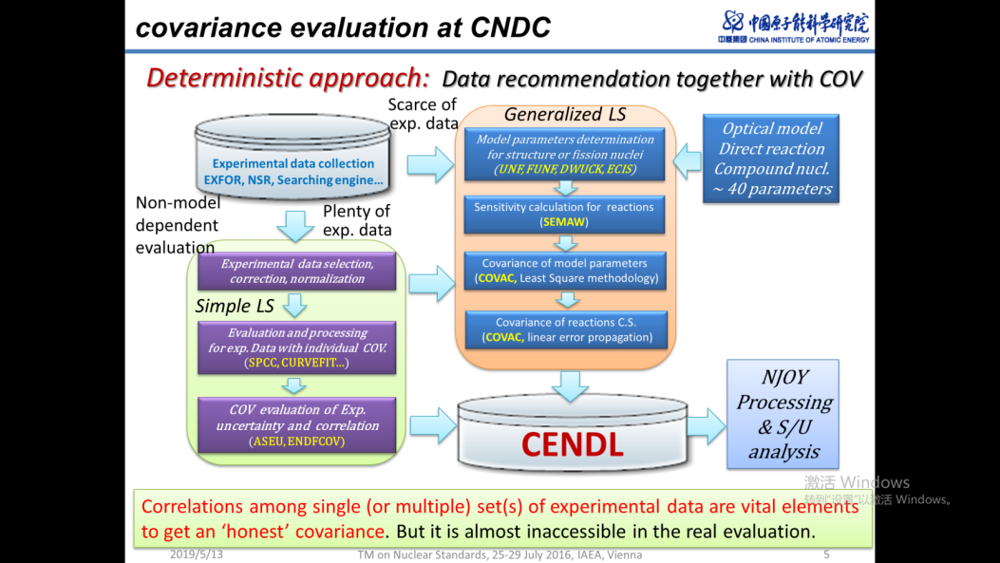 covariance evaluation at CNDC
中国原子能科学研究院
中核集团 CHINA INSTITUTE OF ATOMIC ENERGY
Deterministic approach: Data recommendation together with COV
Scarce of
exp. data
Experimental data collection
EXFOR, NSR, Searching engine...
Non-model
dependent
evaluation
Plenty of
exp. data
Experimental data selection,
correction, normalization
Simple LS
Evaluation and processing
for exp. Data with individual COV.
(SPCC, CURVEFIT...)
COV evaluation of Exp.
uncertainty and correlation
(ASEU, ENDFCOV)
Generalized LS
Model parameters determination
for structure or fission nuclei
(UNF, FUNF, DWUCK, ECIS)
Sensitivity calculation for reactions
(SEMAW)
Covariance of model parameters
(COVAC, Least Square methodology)
Covariance of reactions C.S.
(COVAC, linear error propagation)
Optical model
Direct reaction
Compound nucl.
~ 40 parameters
CENDL
NJOY
Processing
& S/U
analysis
激活 Windows
转到"设置"以激活 Windows。
Correlations among single (or multiple) set(s) of experimental data are vital elements
to get an ‘honest’ covariance. But it is almost inaccessible in the real evaluation.
2019/5/13
TM on Nuclear Standards, 25-29 July 2016, IAEA, Vienna
5